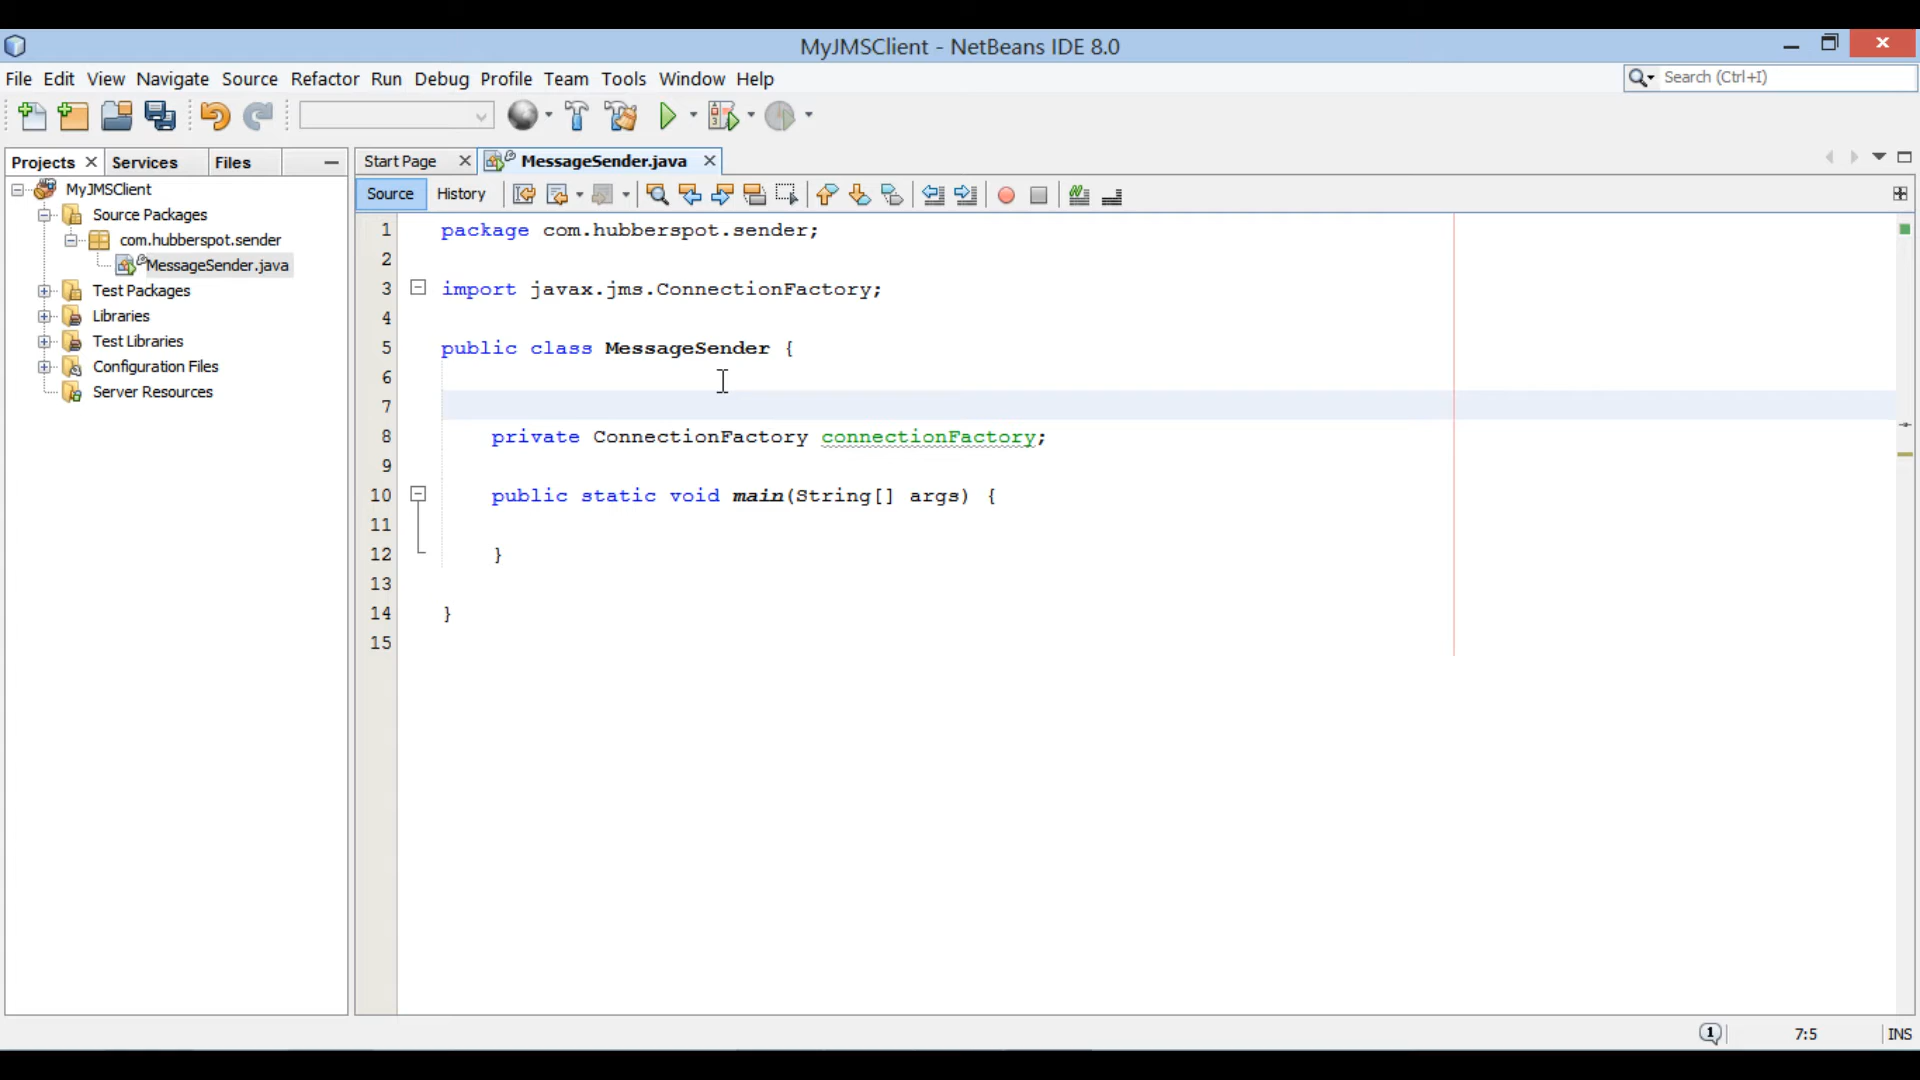 MyJMSClient - NetBeans IDE 8.0
File Edit View Navigate Source Refactor Run Debug Profile Team Tools Window Help
Search (Ctrl+I)
Projects Services Files
Start Page MessageSender.java
Source History
MyJMSClient
Source Packages
com.hubberspot.sender
MessageSender.java
Test Packages
Libraries
Test Libraries
Configuration Files
Server Resources
1 package com.hubberspot.sender;
2
3 import javax.jms.ConnectionFactory;
4
5 public class MessageSender {
6
7
8 private ConnectionFactory connectionFactory;
9
10 public static void main(String[] args) {
11
12 }
13
14 }
15
1 7:5 INS